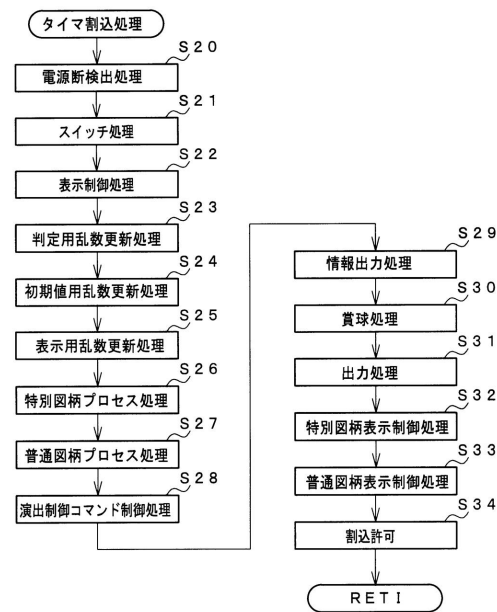 タイマ割込処理
S20
電源断検出処理
S21
スイッチ処理
S22
表示制御処理
S23
判定用乱数更新処理
S24
初期値用乱数更新処理
S25
表示用乱数更新処理
S26
特別図柄プロセス処理
S27
普通図柄プロセス処理
S28
演出制御コマンド制御処理
S29
情報出力処理
S30
賞球処理
S31
出力処理
S32
特別図柄表示制御処理
S33
普通図柄表示制御処理
S34
割込許可
RETI